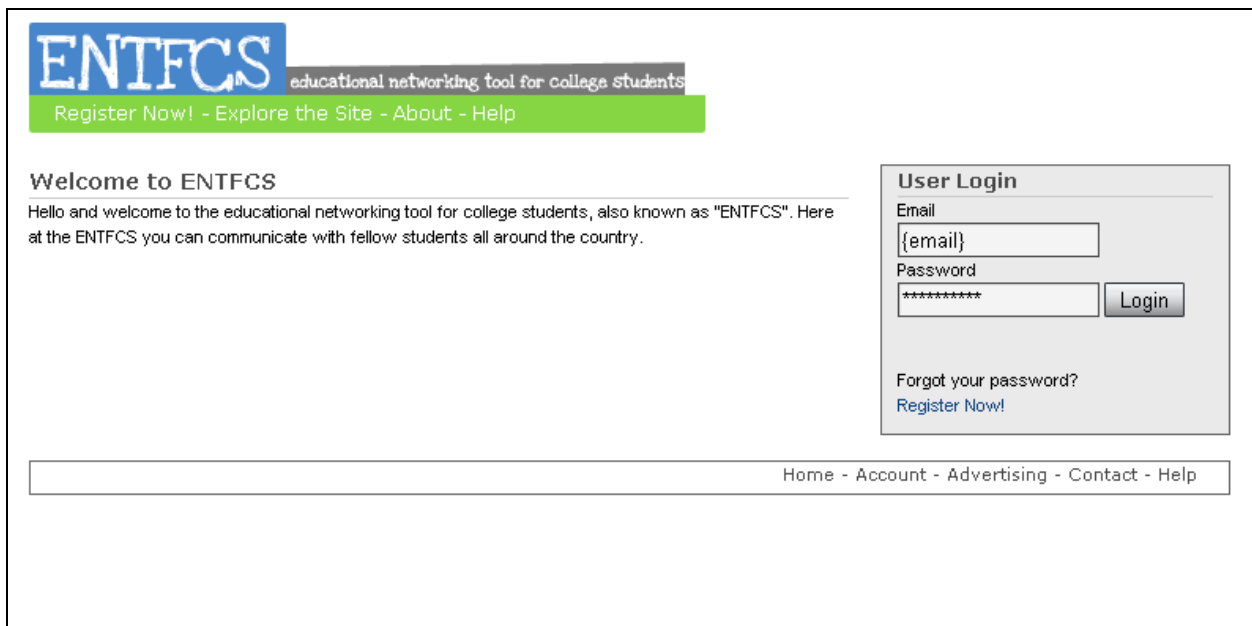 ENTFCS
educational networking tool for college students
Register Now! - Explore the Site - About - Help
Welcome to ENTFCS
Hello and welcome to the educational networking tool for college students, also known as "ENTFCS". Here
at the ENTFCS you can communicate with fellow students all around the country.
User Login
Email
{email}
Password
**********
Login
Forgot your password?
Register Now!
Home - Account - Advertising - Contact - Help